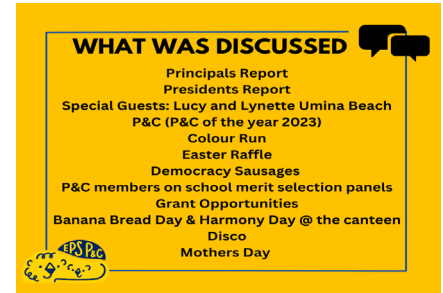 WHAT WAS DISCUSSED
Principals Report
Presidents Report
Special Guests: Lucy and Lynette Umina Beach
P&C (P&C of the year 2023)
Colour Run
Easter Raffle
Democracy Sausages
P&C members on school merit selection panels
Grant Opportunities
Banana Bread Day & Harmony Day @ the canteen
Disco
Mothers Day
EPS P&C